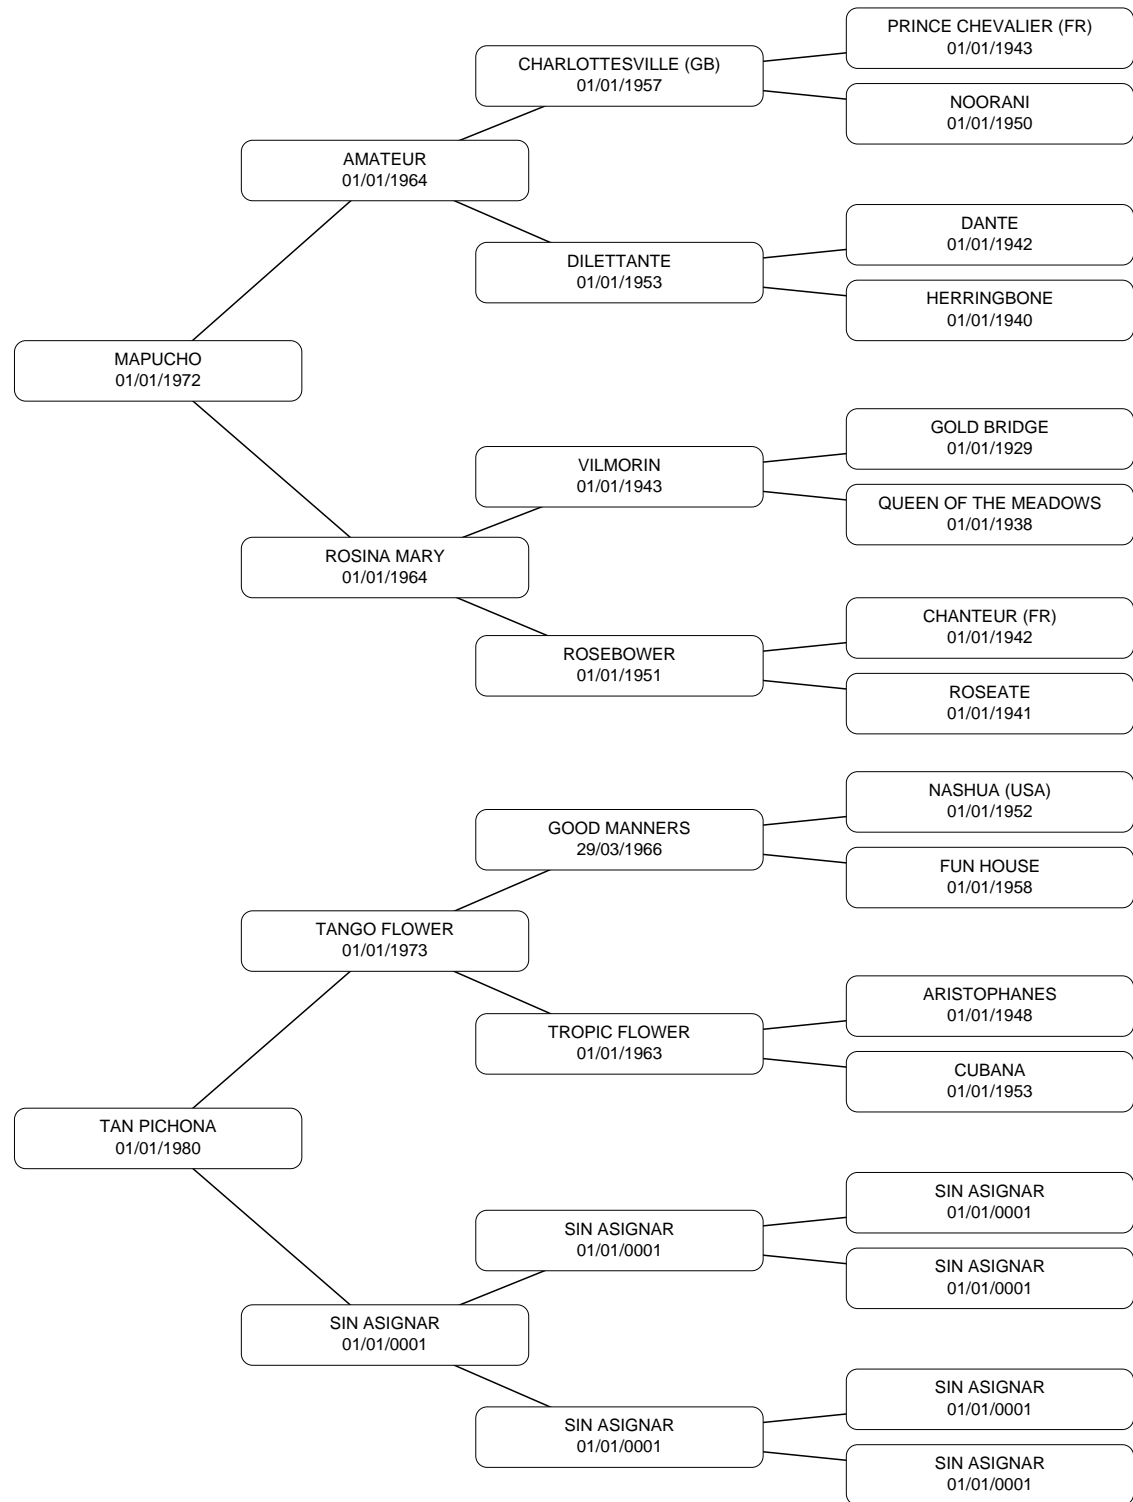 PRINCE CHEVALIER (FR)
01/01/1943
CHARLOTTESVILLE (GB)
01/01/1957
NOORANI
01/01/1950
AMATEUR
01/01/1964
DANTE
01/01/1942
DILETTANTE
01/01/1953
HERRINGBONE
01/01/1940
MAPUCHO
01/01/1972
GOLD BRIDGE
01/01/1929
VILMORIN
01/01/1943
QUEEN OF THE MEADOWS
01/01/1938
ROSINA MARY
01/01/1964
CHANTEUR (FR)
01/01/1942
ROSEBOWER
01/01/1951
ROSEATE
01/01/1941
NASHUA (USA)
01/01/1952
GOOD MANNERS
29/03/1966
FUN HOUSE
01/01/1958
TANGO FLOWER
01/01/1973
ARISTOPHANES
01/01/1948
TROPIC FLOWER
01/01/1963
CUBANA
01/01/1953
TAN PICHONA
01/01/1980
SIN ASIGNAR
01/01/0001
SIN ASIGNAR
01/01/0001
SIN ASIGNAR
01/01/0001
SIN ASIGNAR
01/01/0001
SIN ASIGNAR
01/01/0001
SIN ASIGNAR
01/01/0001
SIN ASIGNAR
01/01/0001